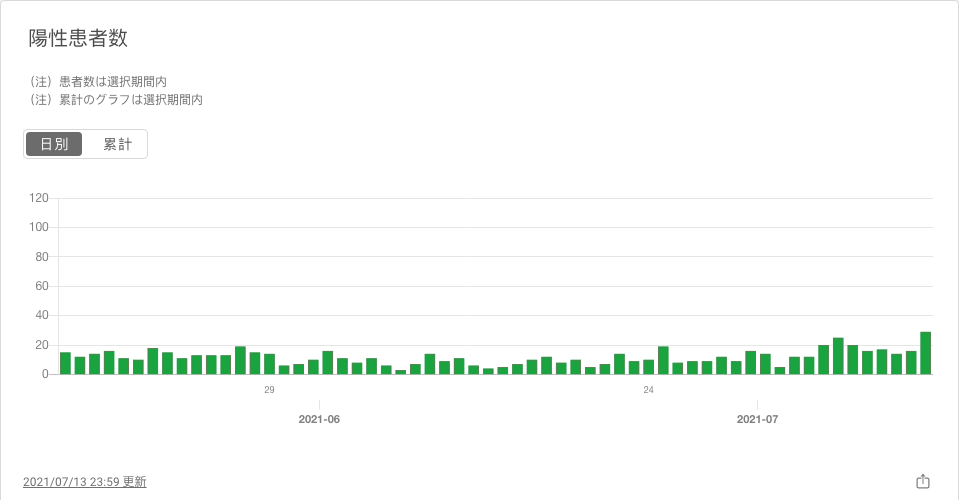 陽性患者数
（注）患者数は選択期間内
（注）累計のグラフは選択期間内
日別 累計
120
100
80
60
40
20
0
29 24
2021-06 2021-07
2021/07/13 23:59 更新